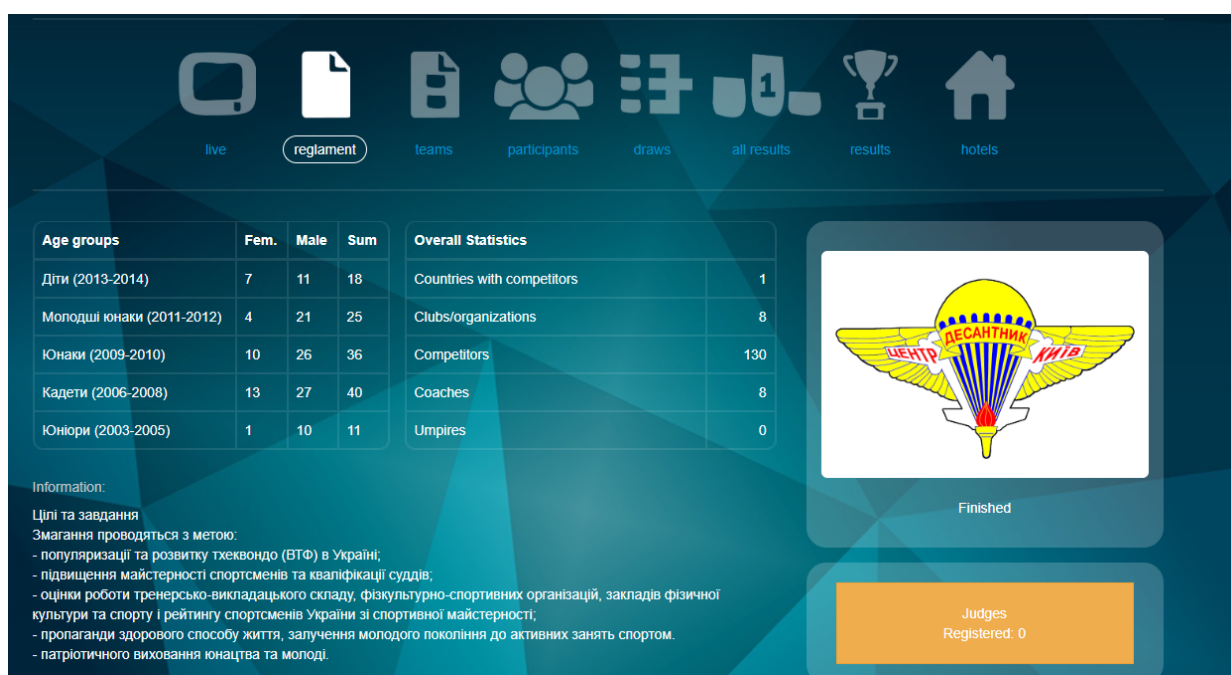 live reglament teams participants draws all results results hotels
1
Age groups Fem. Male Sum
Діти (2013-2014) 7 11 18
Молодші юнаки (2011-2012) 4 21 25
Юнаки (2009-2010) 10 26 36
Кадети (2006-2008) 13 27 40
Юніори (2003-2005) 1 10 11
Overall Statistics
Countries with competitors 1
Clubs/organizations 8
Competitors 130
Coaches 8
Umpires 0
ДЕСАНТНИК
ЦЕНТР КИЇВ
Finished
Judges
Registered: 0
Information:
Цілі та завдання
Змагання проводяться з метою:
- популяризації та розвитку тхеквондо (ВТФ) в Україні;
- підвищення майстерності спортсменів та кваліфікації суддів;
- оцінки роботи тренерсько-викладацького складу, фізкультурно-спортивних організацій, закладів фізичної
культури та спорту і рейтингу спортсменів України зі спортивної майстерності;
- пропаганди здорового способу життя, залучення молодого покоління до активних занять спортом.
- патріотичного виховання юнацтва та молоді.